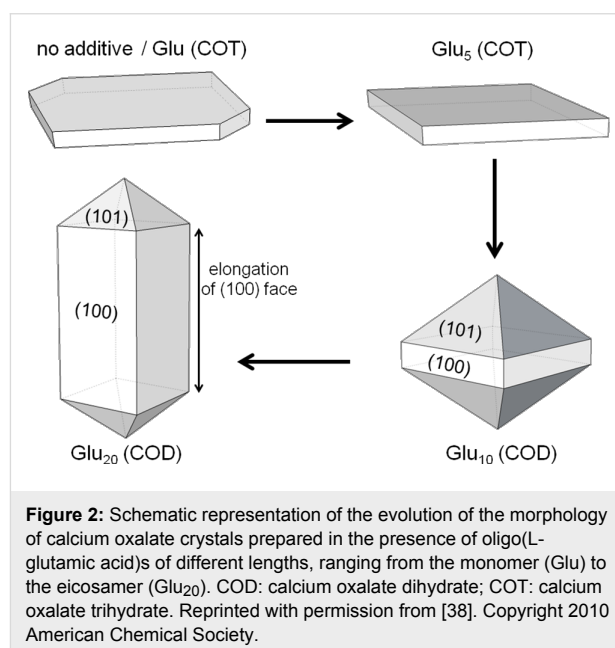 no additive / Glu (COT)
Glu₅ (COT)
(101)
(100)
elongation
of (100) face
Glu₂₀ (COD)
(101)
(100)
Glu₁₀ (COD)
Figure 2: Schematic representation of the evolution of the morphology
of calcium oxalate crystals prepared in the presence of oligo(L-
glutamic acid)s of different lengths, ranging from the monomer (Glu) to
the eicosamer (Glu₂₀). COD: calcium oxalate dihydrate; COT: calcium
oxalate trihydrate. Reprinted with permission from [38]. Copyright 2010
American Chemical Society.